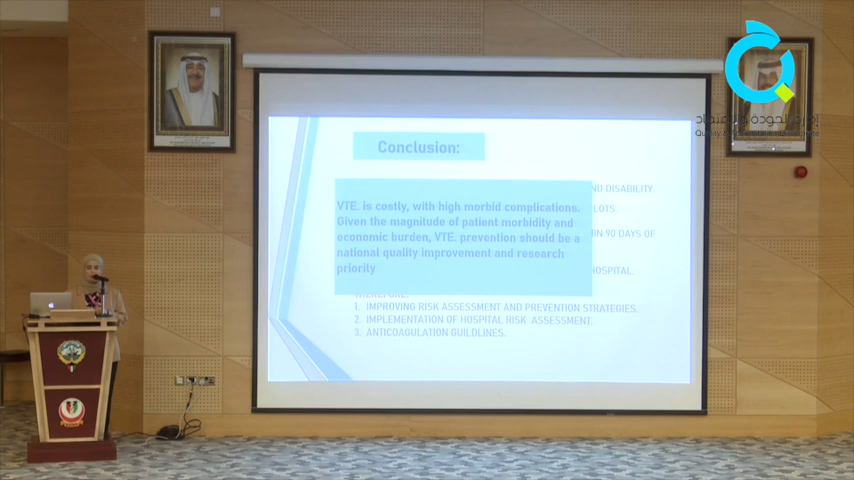 Conclusion:
ND DISABILITY
VTE. is costly, with high morbid complications.
LOTS.
Given the magnitude of patient morbidity and
economic burden, VTE. prevention should be a
IN 90 DAYS OF
national quality improvement and research
priority
HOSPITAL.
1. IMPROVING RISK ASSESSMENT AND PREVENTION STRATEGIES.
2. IMPLEMENTATION OF HOSPITAL RISK ASSESSMENT.
3. ANTICOAGULATION GUILDLINES.